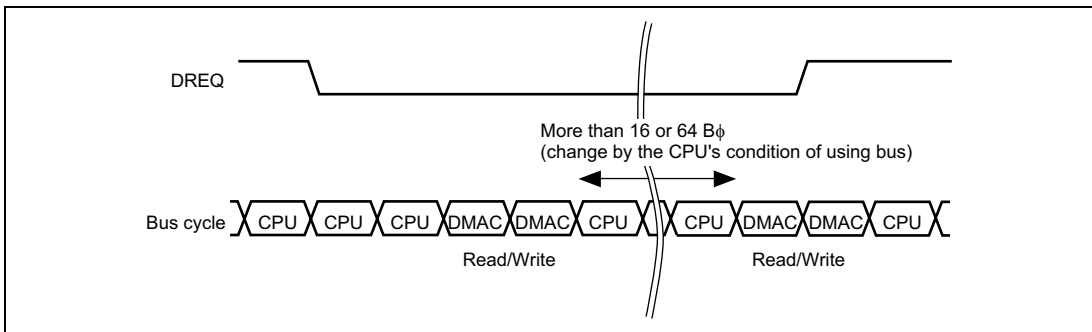 DREQ
More than 16 or 64 Bϕ
(change by the CPU's condition of using bus)
Bus cycle CPU CPU CPU DMAC DMAC CPU CPU DMAC DMAC CPU
Read/Write Read/Write